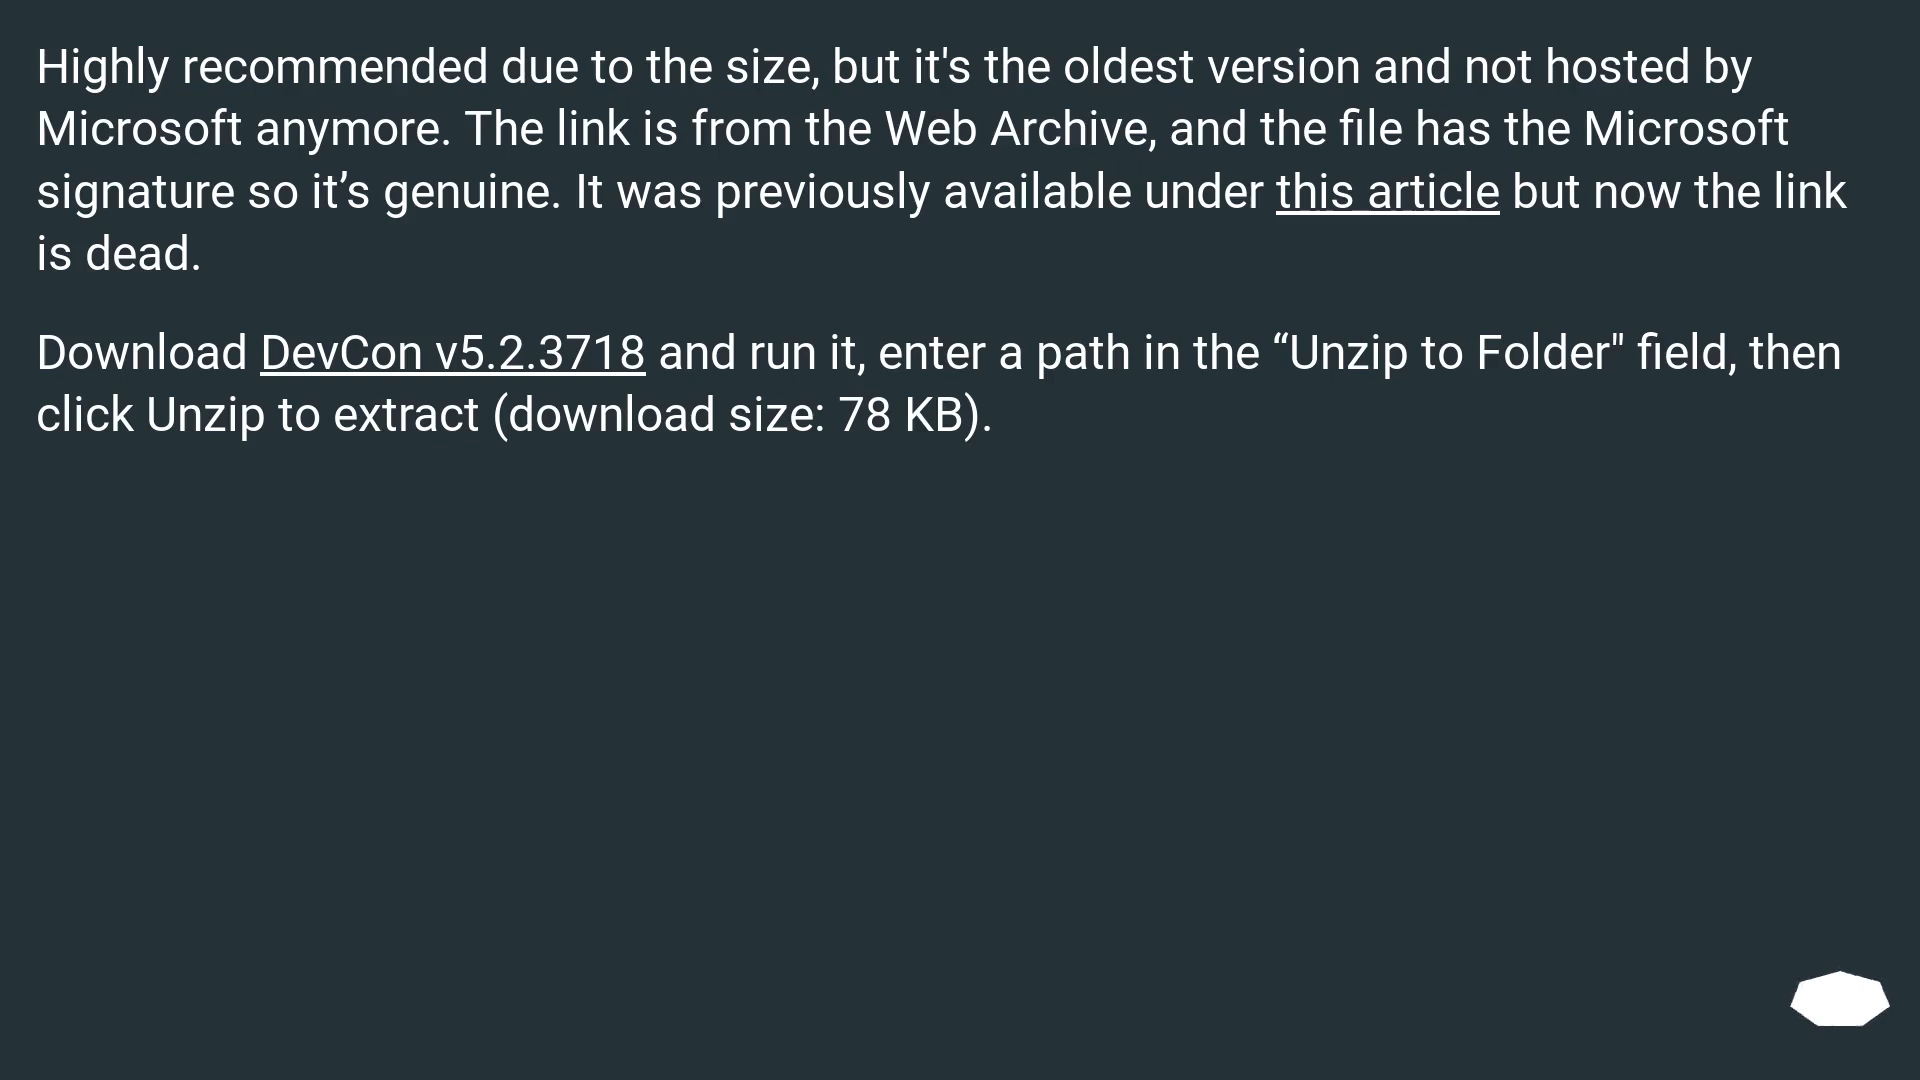 Highly recommended due to the size, but it's the oldest version and not hosted by
Microsoft anymore. The link is from the Web Archive, and the file has the Microsoft
signature so it’s genuine. It was previously available under this article but now the link
is dead.
Download DevCon v5.2.3718 and run it, enter a path in the “Unzip to Folder" field, then
click Unzip to extract (download size: 78 KB).